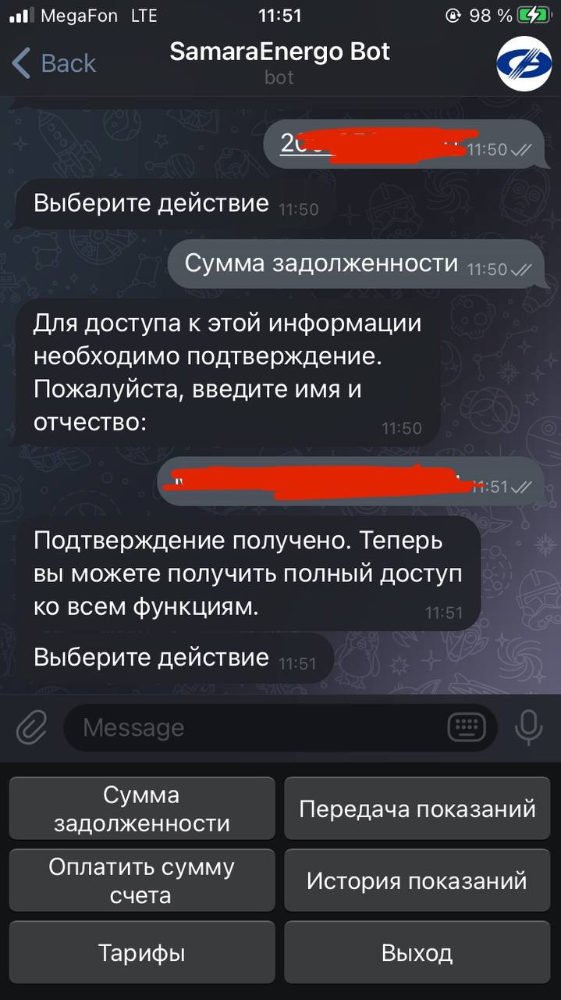 MegaFon LTE 11:51 98 %
Back
SamaraEnergo Bot
bot
11:50
Выберите действие 11:50
Сумма задолженности 11:50
Для доступа к этой информации
необходимо подтверждение.
Пожалуйста, введите имя и
отчество: 11:50
11:51
Подтверждение получено. Теперь
вы можете получить полный доступ
ко всем функциям. 11:51
Выберите действие 11:51
Message
Сумма
задолженности
Передача показаний
Оплатить сумму
счета
История показаний
Тарифы
Выход